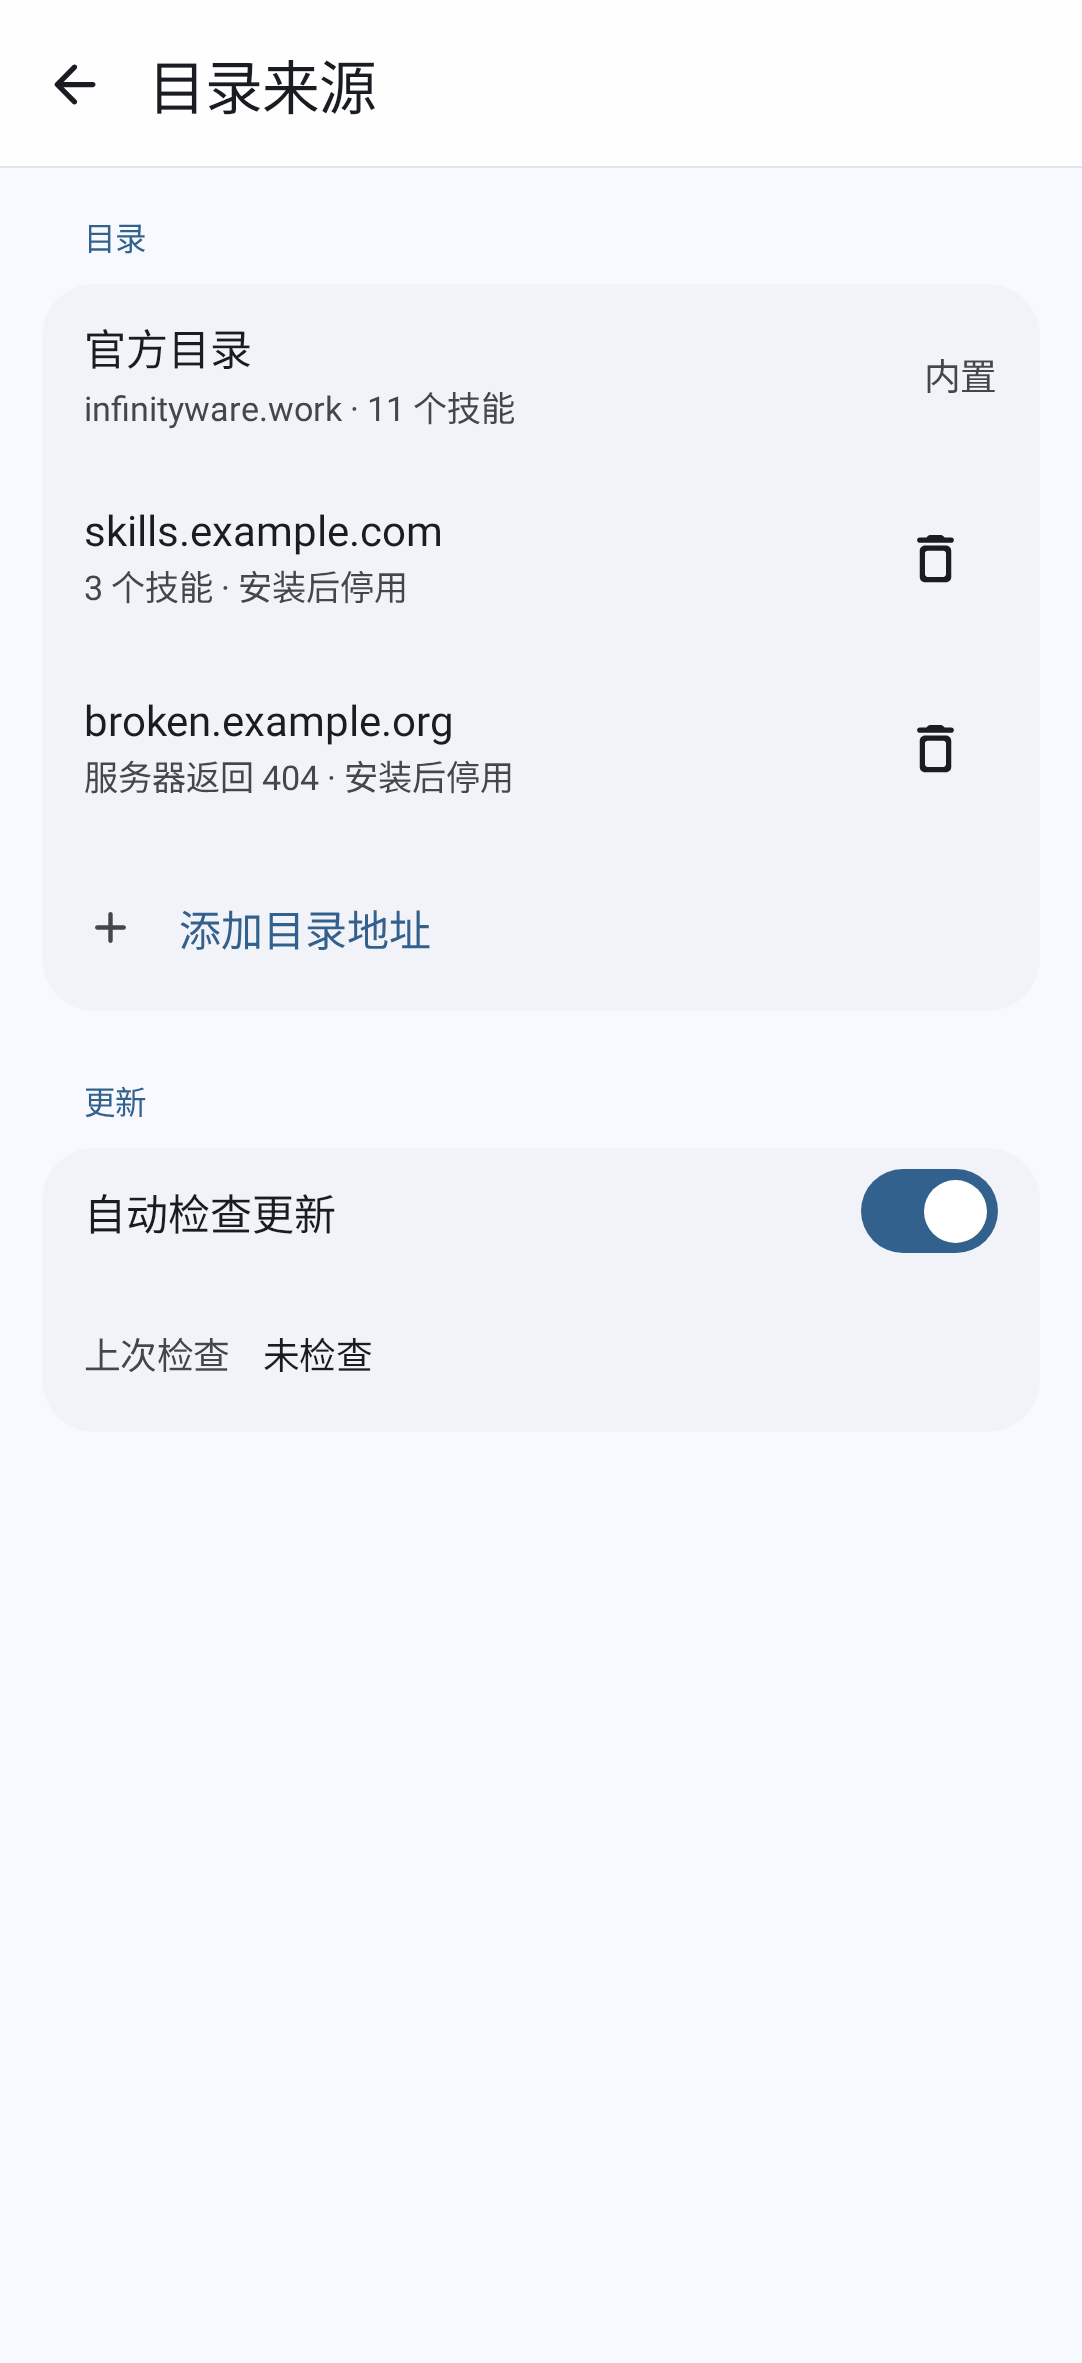 目录来源
目录
官方目录
infinityware.work · 11 个技能
内置
skills.example.com
3 个技能 · 安装后停用
broken.example.org
服务器返回 404 · 安装后停用
添加目录地址
更新
自动检查更新
上次检查 未检查